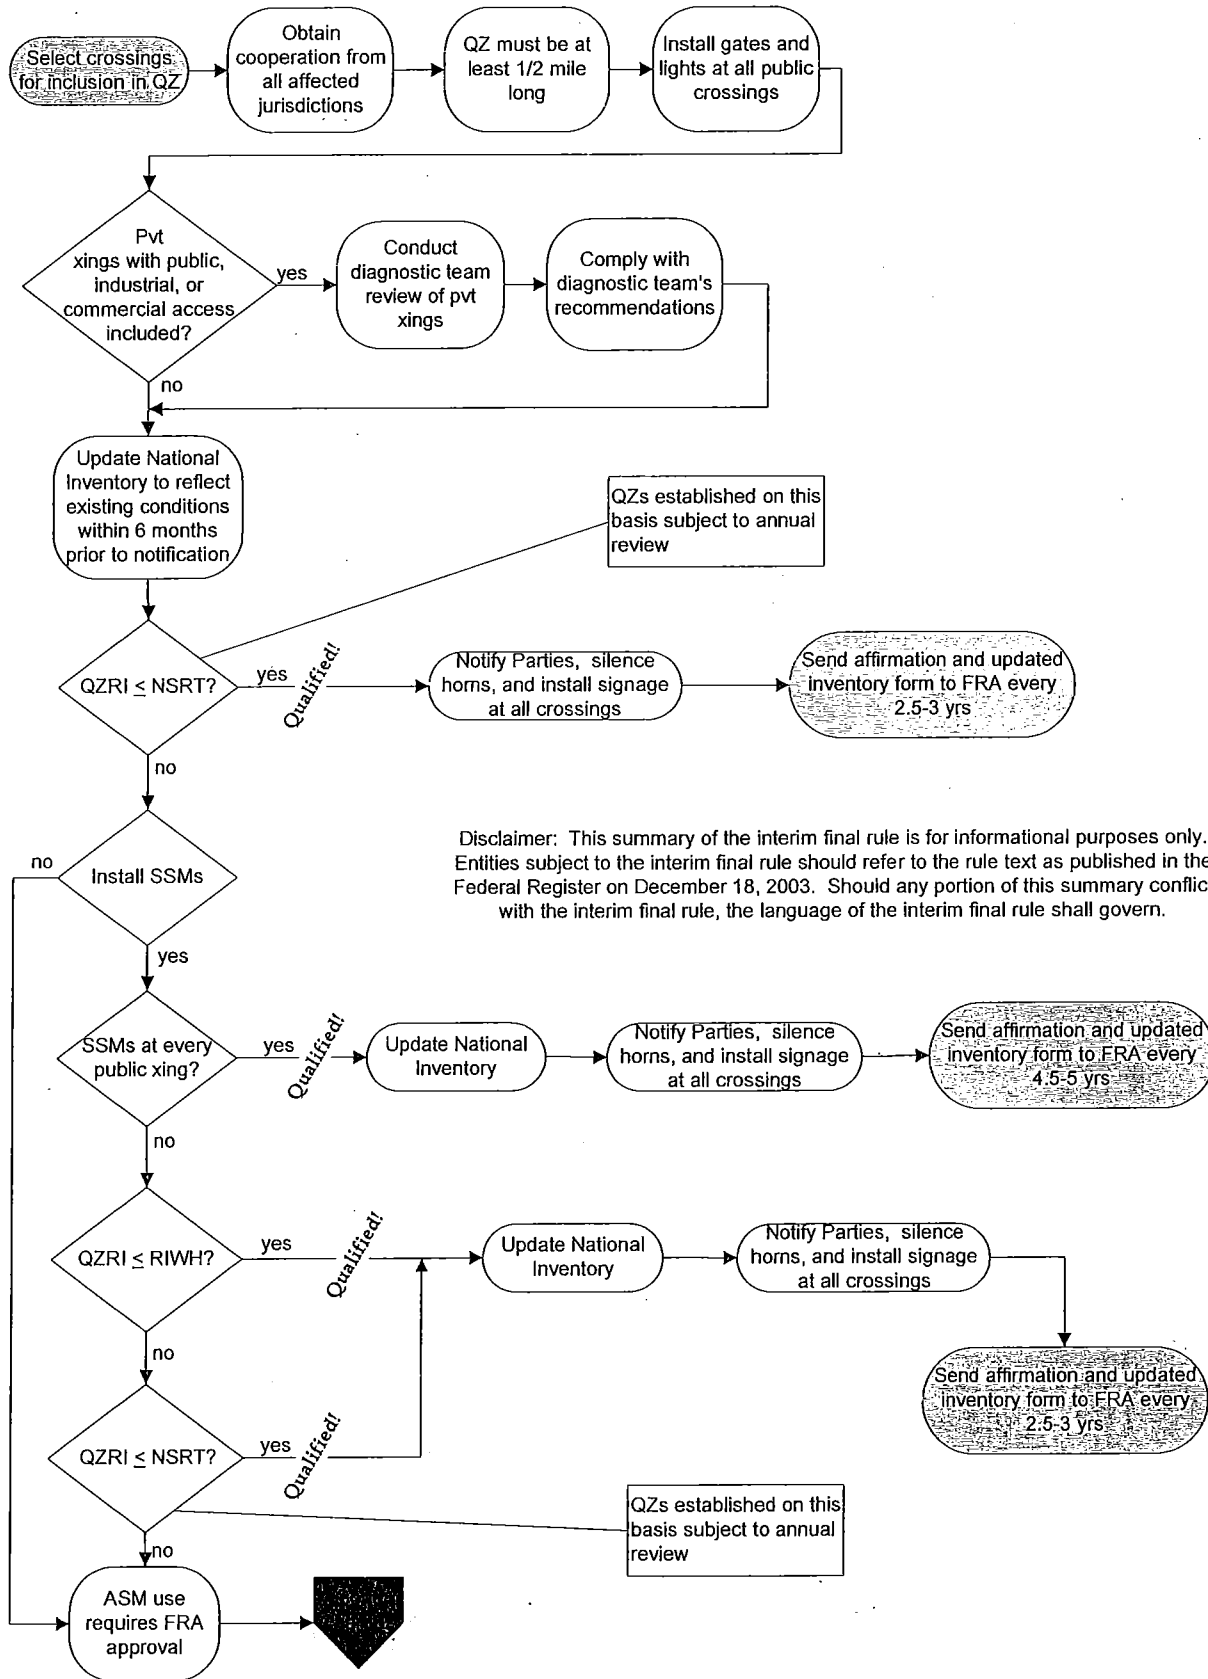 Select crossings
for inclusion in QZ
Obtain
cooperation from
all affected
jurisdictions
QZ must be at
least 1/2 mile
long
Install gates and
lights at all public
crossings
Pvt
xings with public,
industrial, or
commercial access
included?
yes
Conduct
diagnostic team
review of pvt
xings
Comply with
diagnostic team's
recommendations
no
Update National
Inventory to reflect
existing conditions
within 6 months
prior to notification
QZs established on this
basis subject to annual
review
QZRI ≤ NSRT?
yes
Qualified!
Notify Parties, silence
horns, and install signage
at all crossings
Send affirmation and updated
inventory form to FRA every
2.5-3 yrs
no
Disclaimer: This summary of the interim final rule is for informational purposes only.
Entities subject to the interim final rule should refer to the rule text as published in the
Federal Register on December 18, 2003. Should any portion of this summary conflic
with the interim final rule, the language of the interim final rule shall govern.
no
Install SSMs
yes
SSMs at every
public xing?
yes
Qualified!
Update National
Inventory
Notify Parties, silence
horns, and install signage
at all crossings
Send affirmation and updated
inventory form to FRA every
4.5-5 yrs
no
QZRI ≤ RIWH?
yes
Qualified!
Update National
Inventory
Notify Parties, silence
horns, and install signage
at all crossings
Send affirmation and updated
inventory form to FRA every
2.5-3 yrs
no
QZRI ≤ NSRT?
yes
Qualified!
QZs established on this
basis subject to annual
review
no
ASM use
requires FRA
approval